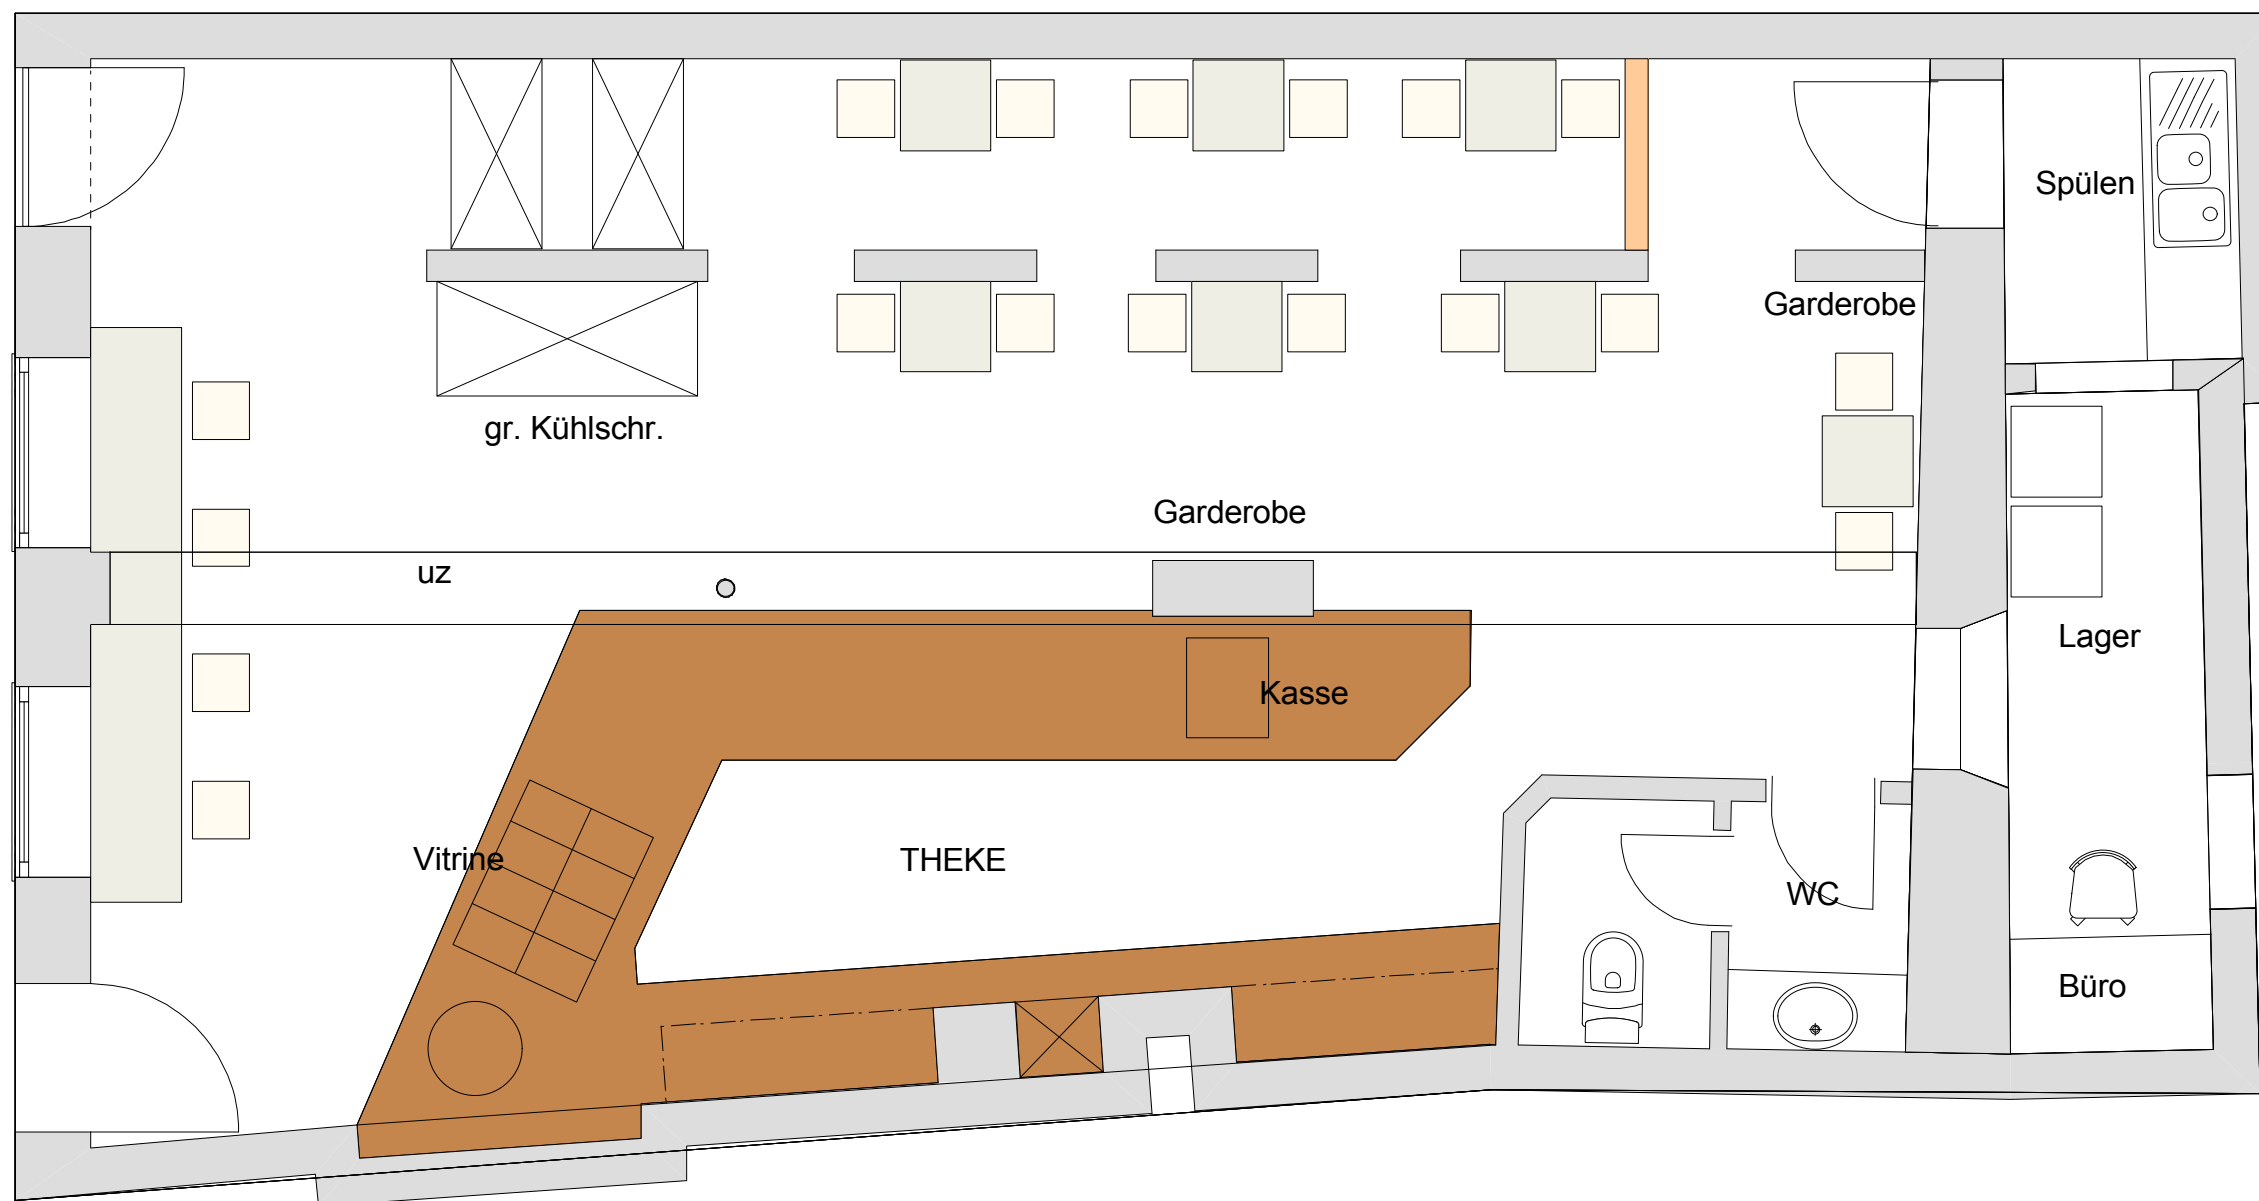 Spülen
Garderobe
gr. Kühlschr.
Garderobe
uz
Lager
Kasse
Vitrine
THEKE
WC
Büro